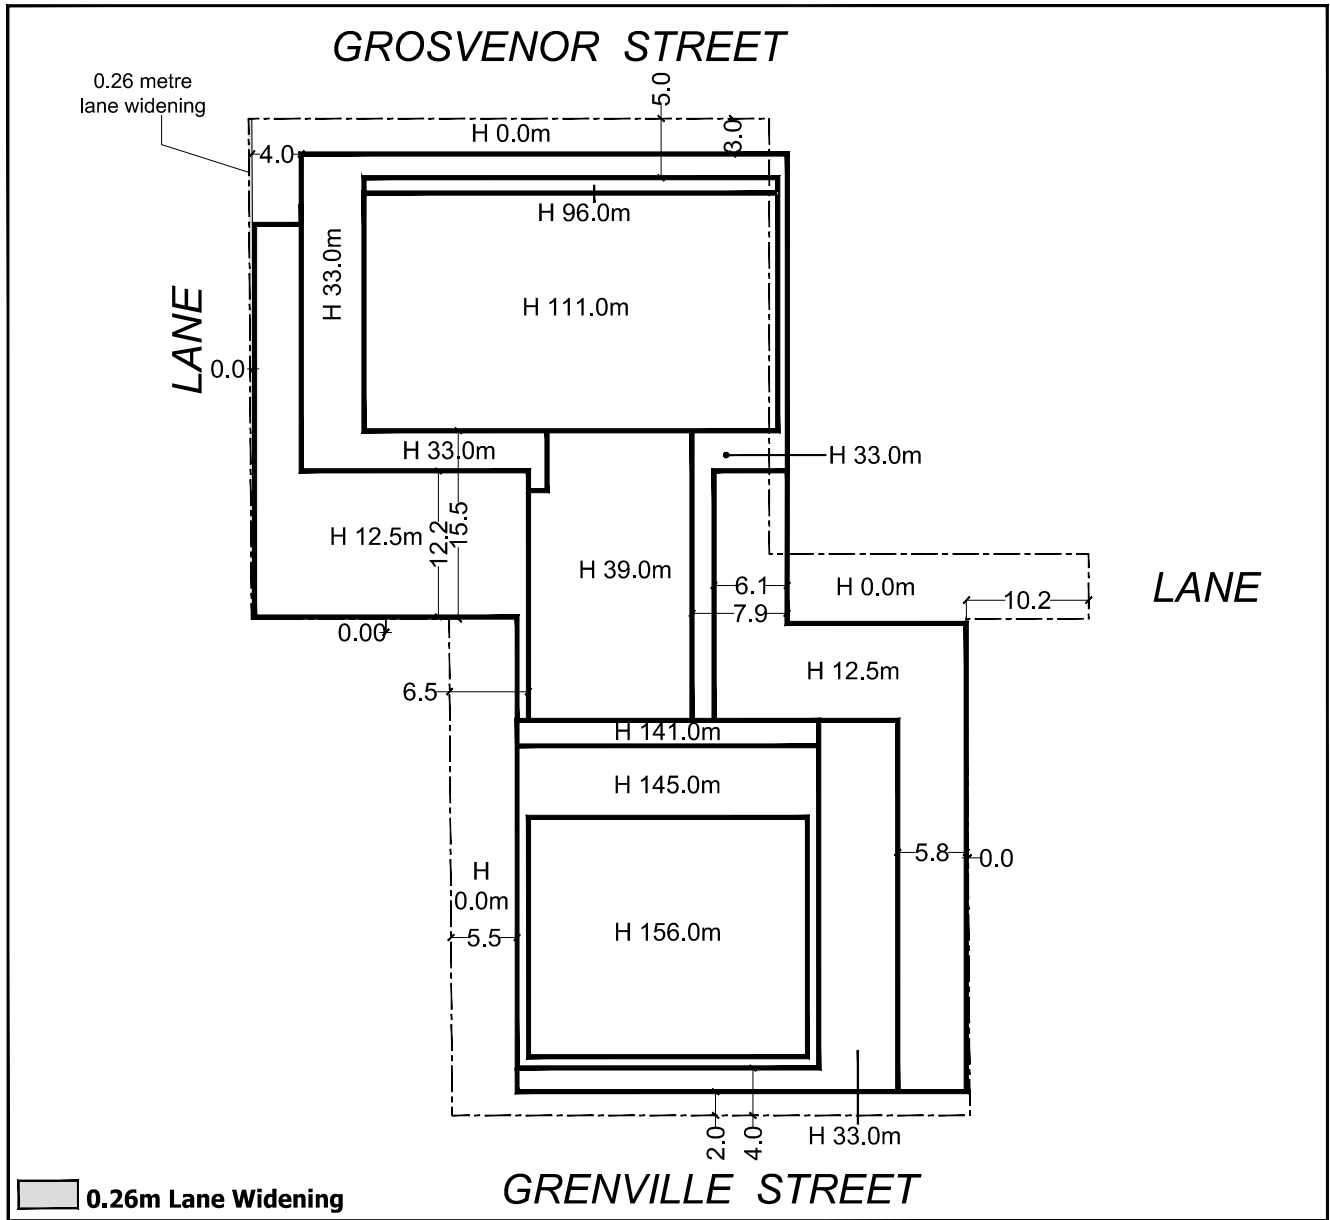 GROSVENOR STREET
0.26 metre
lane widening
5.0
3.0
H 0.0m
4.0
H 96.0m
H 33.0m
H 111.0m
LANE
0.0
H 33.0m
H 33.0m
H 12.5m
12.2
15.5
H 39.0m
6.1
H 0.0m
LANE
10.2
7.9
0.00
H 12.5m
6.5
H 141.0m
H 145.0m
5.8
0.0
H
0.0m
H 156.0m
5.5
2.0
4.0
H 33.0m
GRENVILLE STREET
0.26m Lane Widening